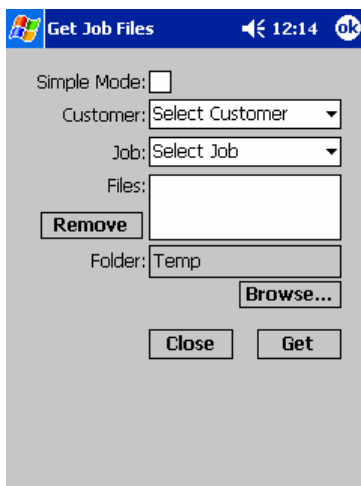 Get Job Files 12:14 ok
Simple Mode:
Customer: Select Customer
Job: Select Job
Files:
Remove
Folder: Temp
Browse...
Close Get